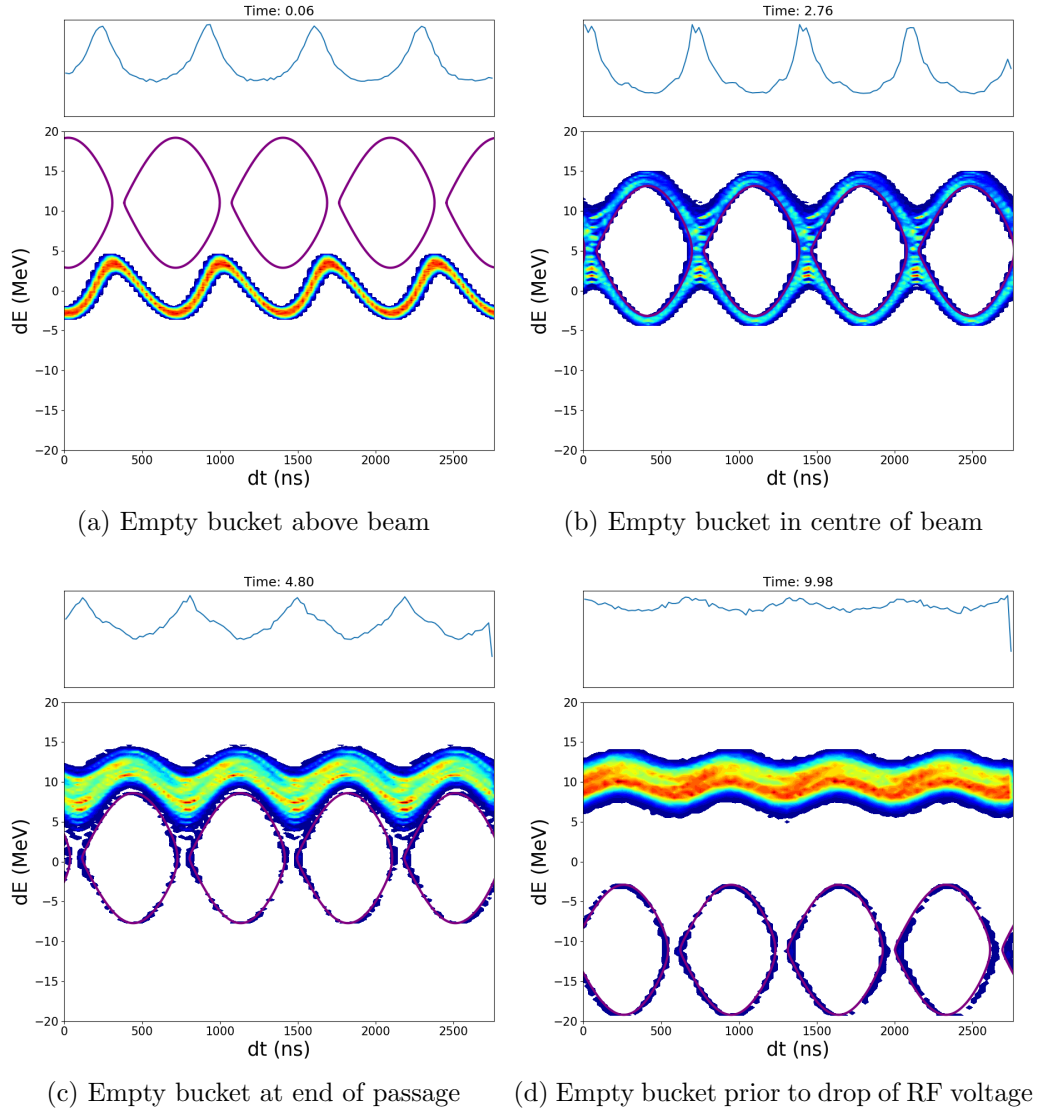 Time: 0.06
20
15
10
5
0
−5
−10
−15
−20
dE (MeV)
0 500 1000 1500 2000 2500
dt (ns)
(a) Empty bucket above beam
Time: 2.76
20
15
10
5
0
−5
−10
−15
−20
dE (MeV)
0 500 1000 1500 2000 2500
dt (ns)
(b) Empty bucket in centre of beam
Time: 4.80
20
15
10
5
0
−5
−10
−15
−20
dE (MeV)
0 500 1000 1500 2000 2500
dt (ns)
(c) Empty bucket at end of passage
Time: 9.98
20
15
10
5
0
−5
−10
−15
−20
dE (MeV)
0 500 1000 1500 2000 2500
dt (ns)
(d) Empty bucket prior to drop of RF voltage